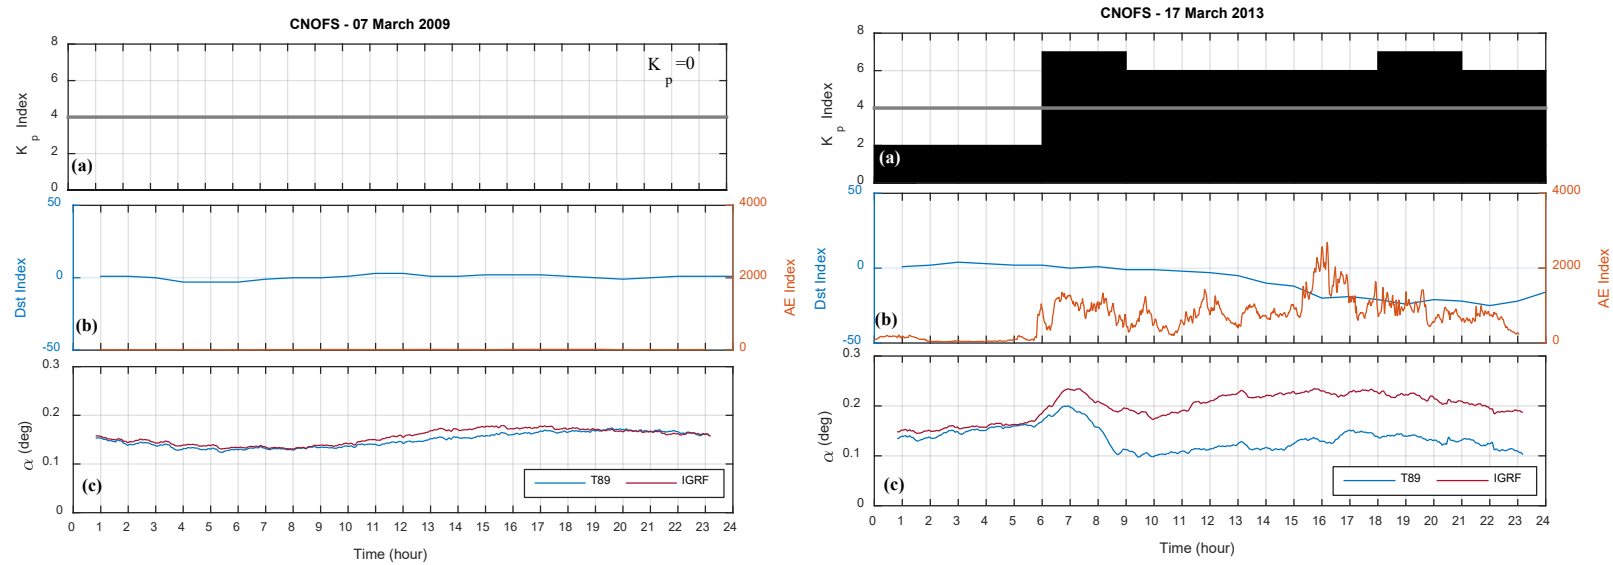 CNOFS - 07 March 2009
8
6
4
2
0
K p Index
K p =0
(a)
50
0
-50
Dst Index
4000
2000
0
AE Index
(b)
0.3
0.2
0.1
0
α (deg)
(c)
T89 IGRF
0 1 2 3 4 5 6 7 8 9 10 11 12 13 14 15 16 17 18 19 20 21 22 23 24
Time (hour)
CNOFS - 17 March 2013
8
6
4
2
0
K p Index
(a)
50
0
-50
Dst Index
4000
2000
0
AE Index
(b)
0.3
0.2
0.1
0
α (deg)
(c)
T89 IGRF
0 1 2 3 4 5 6 7 8 9 10 11 12 13 14 15 16 17 18 19 20 21 22 23 24
Time (hour)